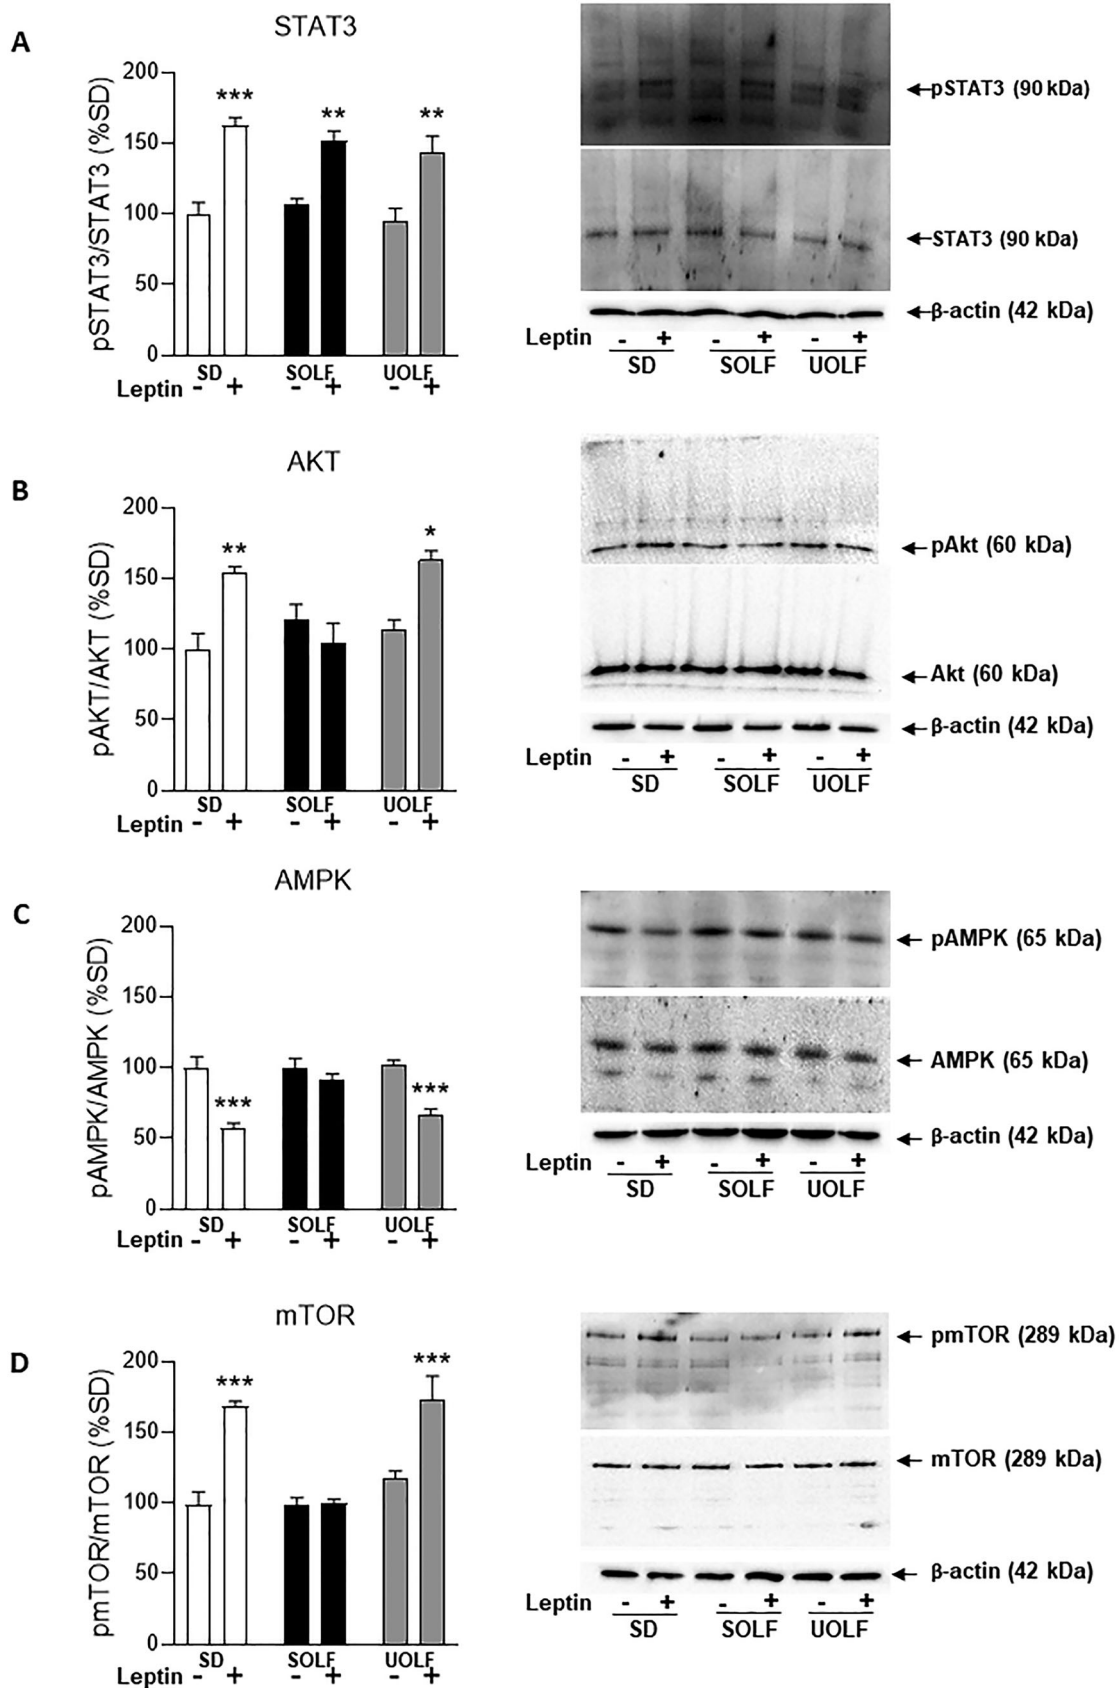 A
STAT3
pSTAT3/STAT3 (%SD)
200
150
100
50
0
*** ** **
SD SOLF UOLF
Leptin - + - + - +
pSTAT3 (90 kDa)
STAT3 (90 kDa)
β-actin (42 kDa)
Leptin - + - + - +
SD SOLF UOLF
B
AKT
pAKT/AKT (%SD)
200
150
100
50
0
** *
SD SOLF UOLF
Leptin - + - + - +
pAkt (60 kDa)
Akt (60 kDa)
β-actin (42 kDa)
Leptin - + - + - +
SD SOLF UOLF
C
AMPK
pAMPK/AMPK (%SD)
200
150
100
50
0
*** ***
SD SOLF UOLF
Leptin - + - + - +
pAMPK (65 kDa)
AMPK (65 kDa)
β-actin (42 kDa)
Leptin - + - + - +
SD SOLF UOLF
D
mTOR
pmTOR/mTOR (%SD)
200
150
100
50
0
*** ***
SD SOLF UOLF
Leptin - + - + - +
pmTOR (289 kDa)
mTOR (289 kDa)
β-actin (42 kDa)
Leptin - + - + - +
SD SOLF UOLF